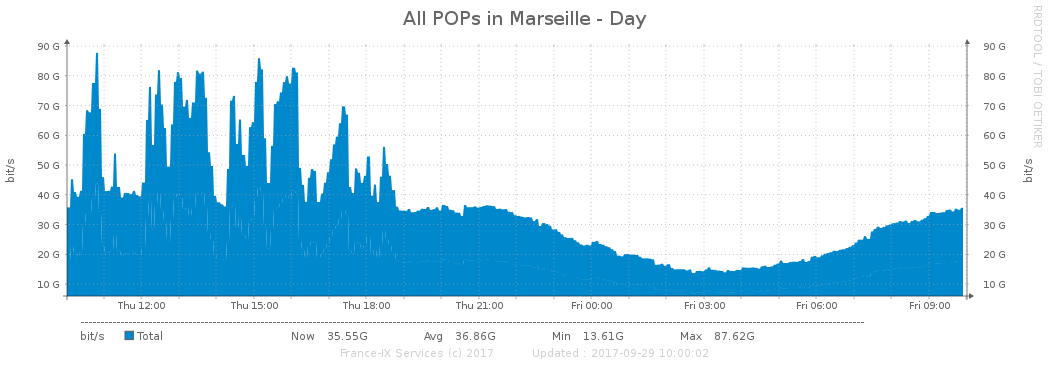 All POPs in Marseille - Day
RRDTOOL / TOBI OETIKER
90 G 90 G
80 G 80 G
70 G 70 G
60 G 60 G
50 G 50 G
40 G 40 G
30 G 30 G
20 G 20 G
10 G 10 G
bit/s bit/s
Thu 12:00 Thu 15:00 Thu 18:00 Thu 21:00 Fri 00:00 Fri 03:00 Fri 06:00 Fri 09:00
bit/s Total Now 35.55G Avg 36.86G Min 13.61G Max 87.62G
France-IX Services (c) 2017 Updated : 2017-09-29 10:00:02